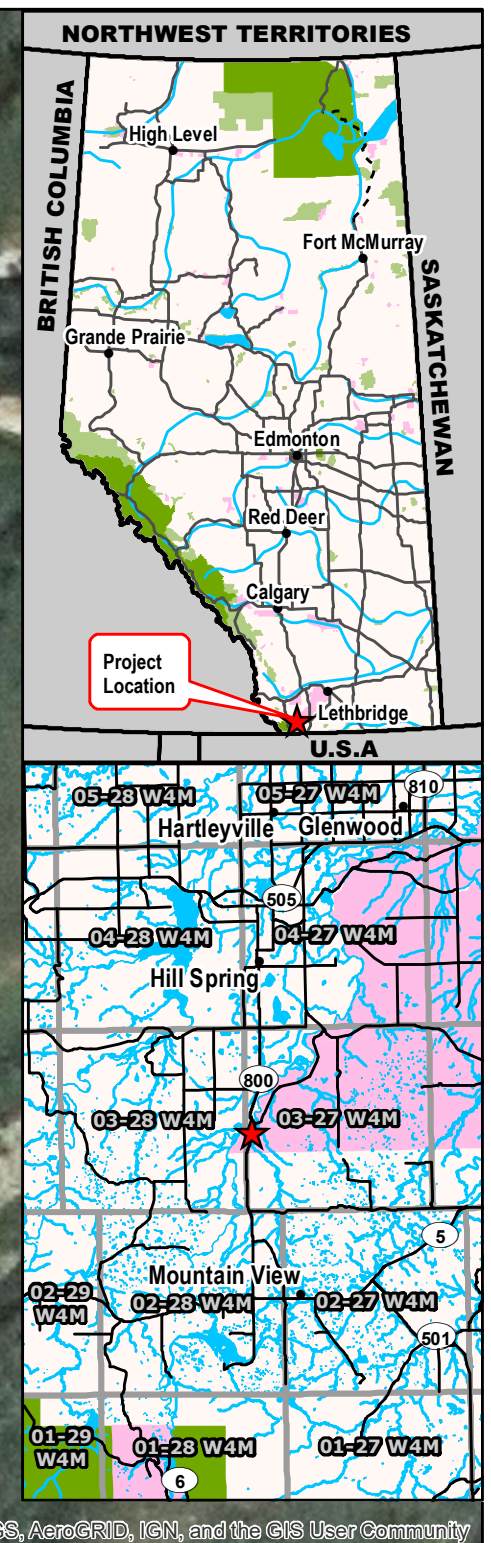 NORTHWEST TERRITORIES
BRITISH COLUMBIA
High Level
Fort McMurray
SASKATCHEWAN
Grande Prairie
Edmonton
Red Deer
Calgary
Project
Location
Lethbridge
U.S.A
05-28 W4M
05-27 W4M
810
Hartleyville
Glenwood
505
04-28 W4M
04-27 W4M
Hill Spring
800
03-28 W4M
03-27 W4M
5
Mountain View
02-29
W4M
02-28 W4M
02-27 W4M
501
01-29
W4M
01-28 W4M
01-27 W4M
6
GS, AeroGRID, IGN, and the GIS User Community